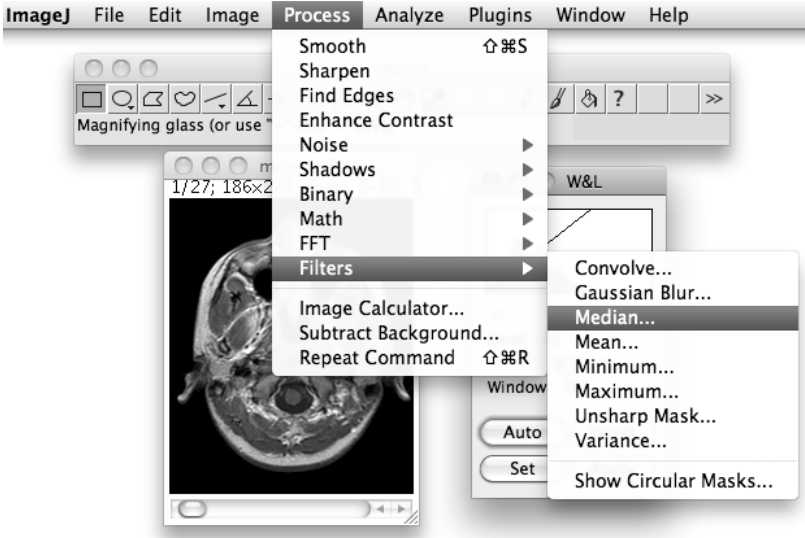 ImageJ File Edit Image Process Analyze Plugins Window Help
Smooth ⇧⌘S
Sharpen
Find Edges
Enhance Contrast
Noise
Shadows
Binary
Math
FFT
Filters
Image Calculator...
Subtract Background...
Repeat Command ⇧⌘R
Convolve...
Gaussian Blur...
Median...
Mean...
Minimum...
Maximum...
Unsharp Mask...
Variance...
Show Circular Masks...
? >>
Magnifying glass (or use "
m
1/27; 186x2
W&L
Window
Auto
Set